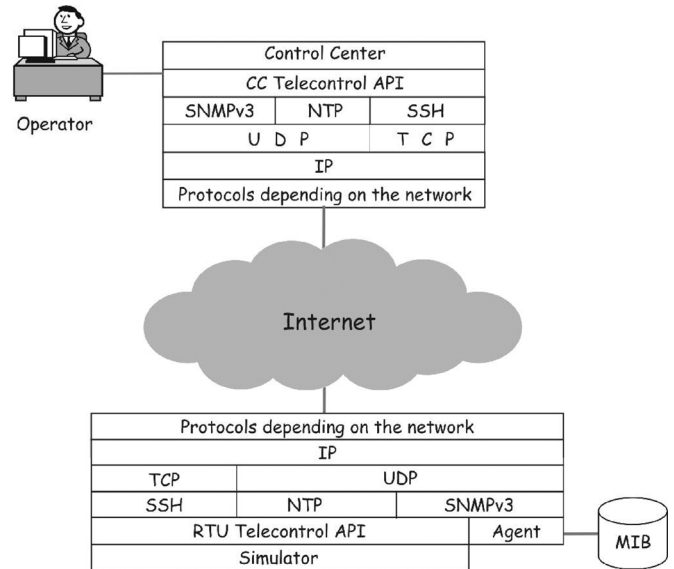 Operator
Control Center
CC Telecontrol API
SNMPv3 NTP SSH
U D P T C P
IP
Protocols depending on the network
Internet
Protocols depending on the network
IP
TCP UDP
SSH NTP SNMPv3
RTU Telecontrol API Agent
MIB
Simulator